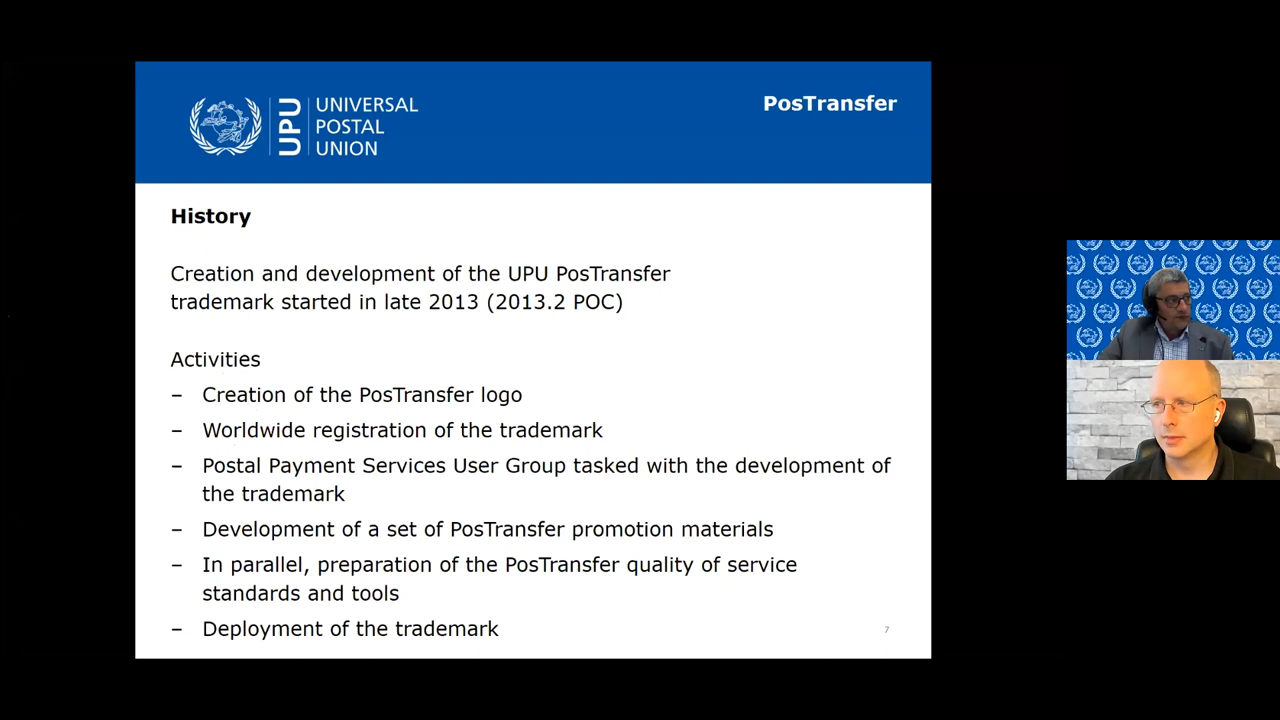 UPU
UNIVERSAL
POSTAL
UNION
PosTransfer
History
Creation and development of the UPU PosTransfer
trademark started in late 2013 (2013.2 POC)
Activities
– Creation of the PosTransfer logo
– Worldwide registration of the trademark
– Postal Payment Services User Group tasked with the development of
the trademark
– Development of a set of PosTransfer promotion materials
– In parallel, preparation of the PosTransfer quality of service
standards and tools
– Deployment of the trademark
7